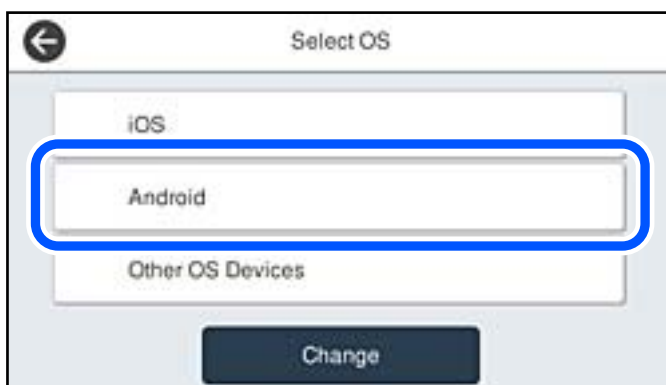 Select OS
iOS
Android
Other OS Devices
Change